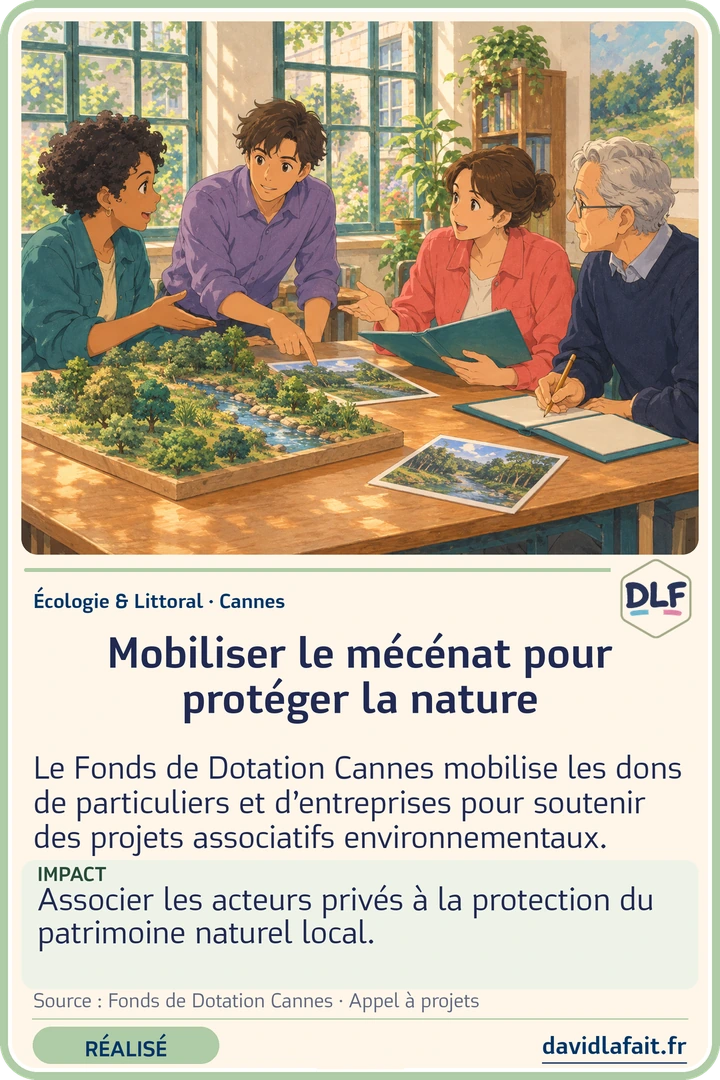 Écologie & Littoral · Cannes
DLF
Mobiliser le mécénat pour
protéger la nature
Le Fonds de Dotation Cannes mobilise les dons
de particuliers et d’entreprises pour soutenir
des projets associatifs environnementaux.
IMPACT
Associer les acteurs privés à la protection du
patrimoine naturel local.
Source : Fonds de Dotation Cannes · Appel à projets
RÉALISÉ
davidlafait.fr